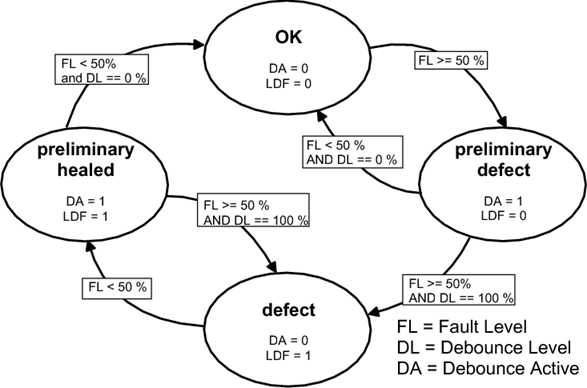 OK
DA = 0
LDF = 0
FL < 50%
and DL == 0 %
FL >= 50 %
FL < 50 %
AND DL == 0 %
preliminary
healed
DA = 1
LDF = 1
preliminary
defect
DA = 1
LDF = 0
FL >= 50 %
AND DL == 100 %
FL < 50 %
FL >= 50%
AND DL == 100 %
defect
DA = 0
LDF = 1
FL = Fault Level
DL = Debounce Level
DA = Debounce Active